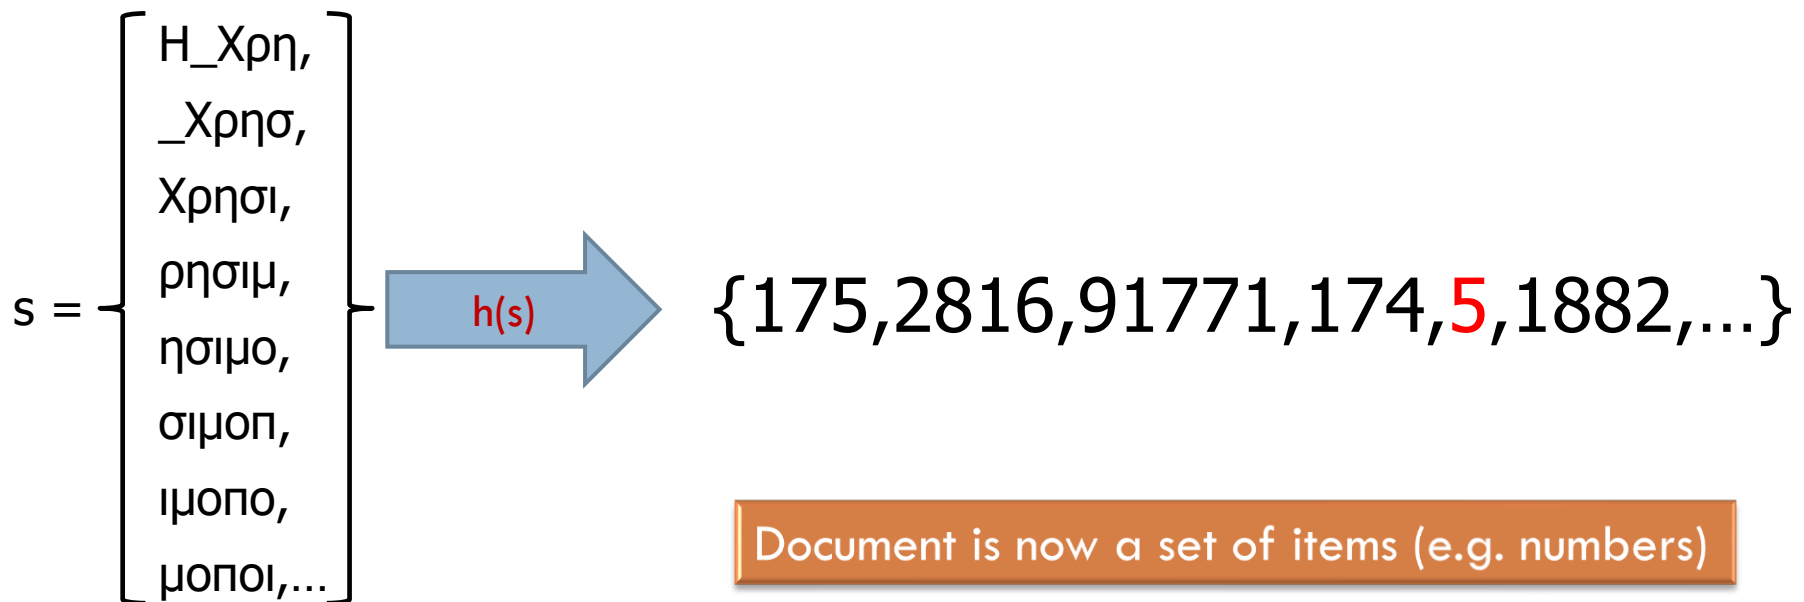 Η_Χρη,
_Χρησ,
Χρησι,
ρησιμ,
s =
ησιμο,
σιμοπ,
ιμοπο,
μοποι,...
h(s)
{175,2816,91771,174,5,1882,...}
Document is now a set of items (e.g. numbers)